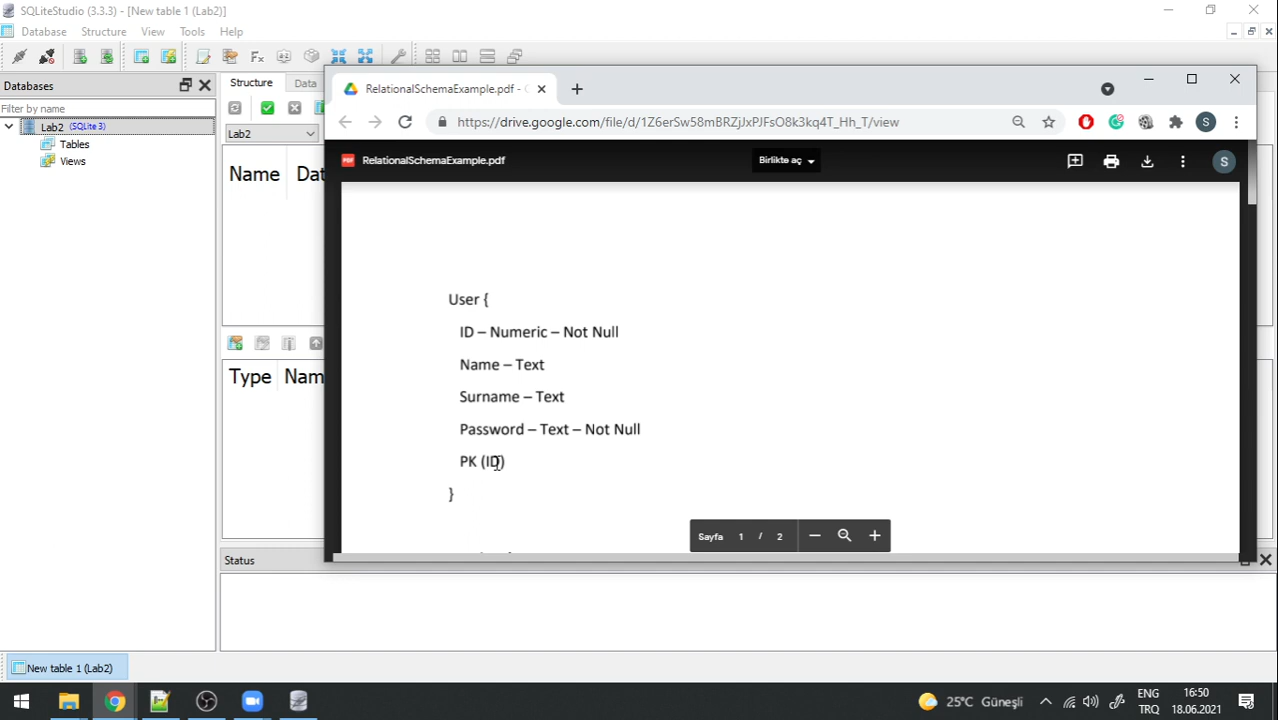 SQLiteStudio (3.3.3) - [New table 1 (Lab2)]
Database Structure View Tools Help
Databases
Filter by name
Lab2 (SQLite 3)
Tables
Views
Structure Data
Lab2
Name Dat
Type Nam
Status
New table 1 (Lab2)
RelationalSchemaExample.pdf -
https://drive.google.com/file/d/1Z6erSw58mBRZjJxPJFsO8k3kq4T_Hh_T/view
S
PDF RelationalSchemaExample.pdf
Birlikte aç
S
User {
ID – Numeric – Not Null
Name – Text
Surname – Text
Password – Text – Not Null
PK (ID)
}
Sayfa 1 / 2
25°C Güneşli
ENG
TRQ
16:50
18.06.2021